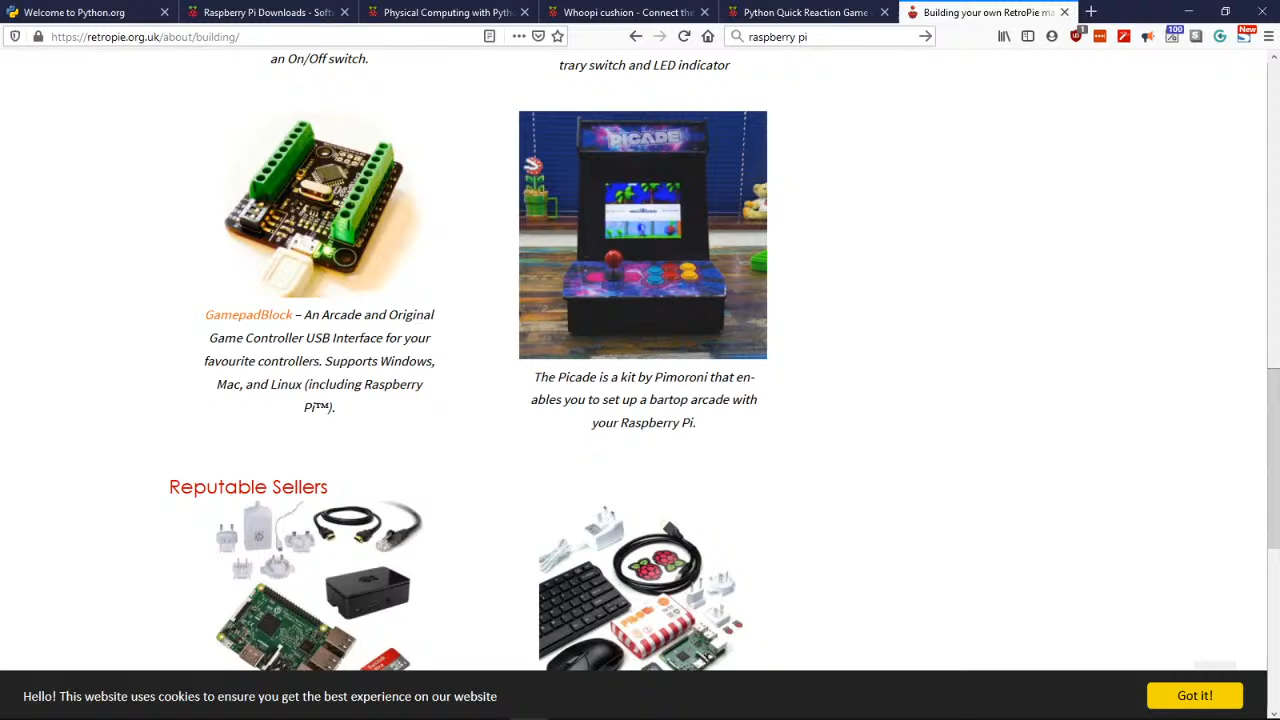 Welcome to Python.org
Raspberry Pi Downloads - Soft
Physical Computing with Pytho
Whoopi cushion - Connect the
Python Quick Reaction Game -
Building your own RetroPie ma
https://retropie.org.uk/about/building/
raspberry pi
1
100
New
an On/Off switch.
trary switch and LED indicator
PICADE
GamepadBlock – An Arcade and Original
Game Controller USB Interface for your
favourite controllers. Supports Windows,
Mac, and Linux (including Raspberry
Pi™).
The Picade is a kit by Pimoroni that en-
ables you to set up a bartop arcade with
your Raspberry Pi.
Reputable Sellers
Hello! This website uses cookies to ensure you get the best experience on our website
Got it!